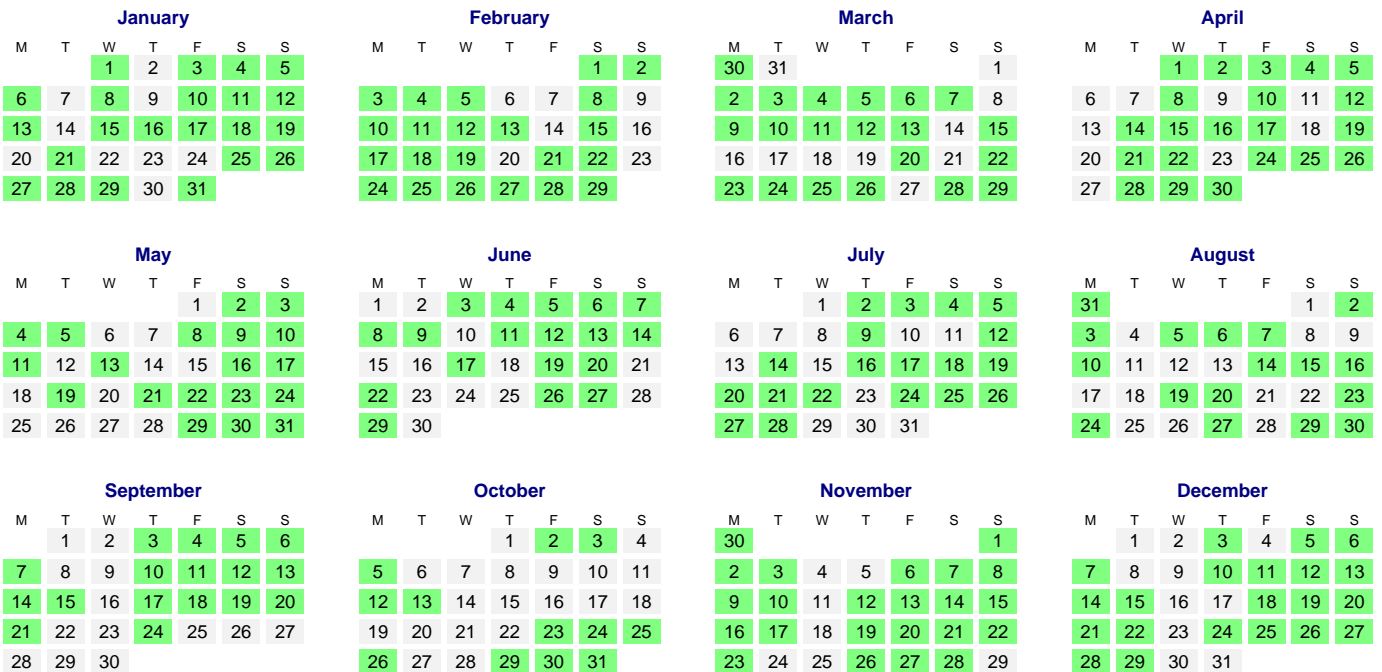 January February March April
M T W T F S S M T W T F S S M T W T F S S M T W T F S S
1 2 3 4 5 1 2 30 31 1 1 2 3 4 5
6 7 8 9 10 11 12 3 4 5 6 7 8 9 2 3 4 5 6 7 8 6 7 8 9 10 11 12
13 14 15 16 17 18 19 10 11 12 13 14 15 16 9 10 11 12 13 14 15 13 14 15 16 17 18 19
20 21 22 23 24 25 26 17 18 19 20 21 22 23 16 17 18 19 20 21 22 20 21 22 23 24 25 26
27 28 29 30 31 24 25 26 27 28 29 23 24 25 26 27 28 29 27 28 29 30
May June July August
M T W T F S S M T W T F S S M T W T F S S M T W T F S S
1 2 3 1 2 3 4 5 6 7 1 2 3 4 5 31 1 2
4 5 6 7 8 9 10 8 9 10 11 12 13 14 6 7 8 9 10 11 12 3 4 5 6 7 8 9
11 12 13 14 15 16 17 15 16 17 18 19 20 21 13 14 15 16 17 18 19 10 11 12 13 14 15 16
18 19 20 21 22 23 24 22 23 24 25 26 27 28 20 21 22 23 24 25 26 17 18 19 20 21 22 23
25 26 27 28 29 30 31 29 30 27 28 29 30 31 24 25 26 27 28 29 30
September October November December
M T W T F S S M T W T F S S M T W T F S S M T W T F S S
1 2 3 4 5 6 1 2 3 4 30 1 1 2 3 4 5 6
7 8 9 10 11 12 13 5 6 7 8 9 10 11 2 3 4 5 6 7 8 7 8 9 10 11 12 13
14 15 16 17 18 19 20 12 13 14 15 16 17 18 9 10 11 12 13 14 15 14 15 16 17 18 19 20
21 22 23 24 25 26 27 19 20 21 22 23 24 25 16 17 18 19 20 21 22 21 22 23 24 25 26 27
28 29 30 26 27 28 29 30 31 23 24 25 26 27 28 29 28 29 30 31